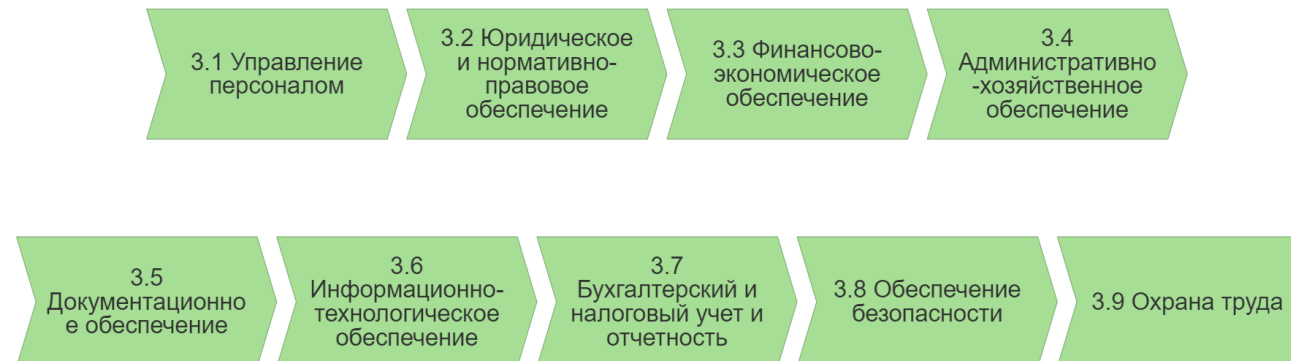 3.1 Управление
персоналом
3.2 Юридическое
и нормативно-
правовое
обеспечение
3.3 Финансово-
экономическое
обеспечение
3.4
Административно
-хозяйственное
обеспечение
3.5
Документационно
е обеспечение
3.6
Информационно-
технологическое
обеспечение
3.7
Бухгалтерский и
налоговый учет и
отчетность
3.8 Обеспечение
безопасности
3.9 Охрана труда